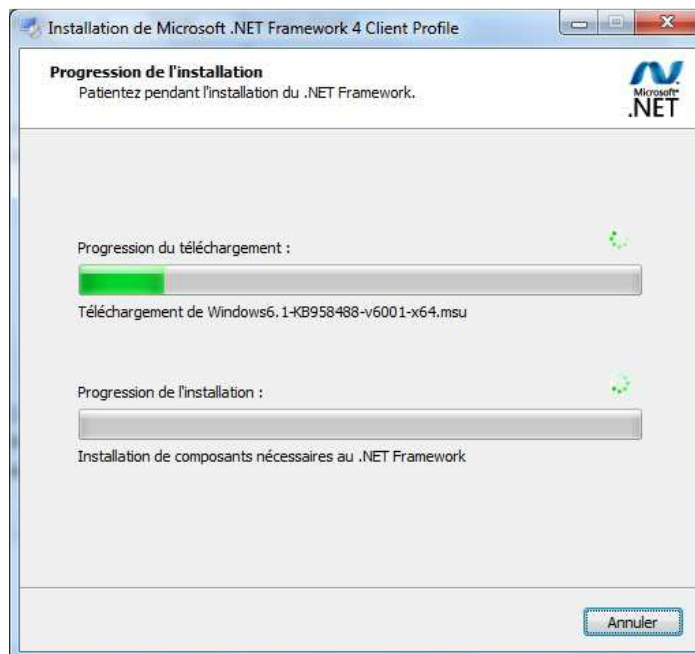 Installation de Microsoft .NET Framework 4 Client Profile
Progression de l'installation
Patientez pendant l'installation du .NET Framework.
Microsoft®
.NET
Progression du téléchargement :
Téléchargement de Windows6.1-KB958488-v6001-x64.msu
Progression de l'installation :
Installation de composants nécessaires au .NET Framework
Annuler